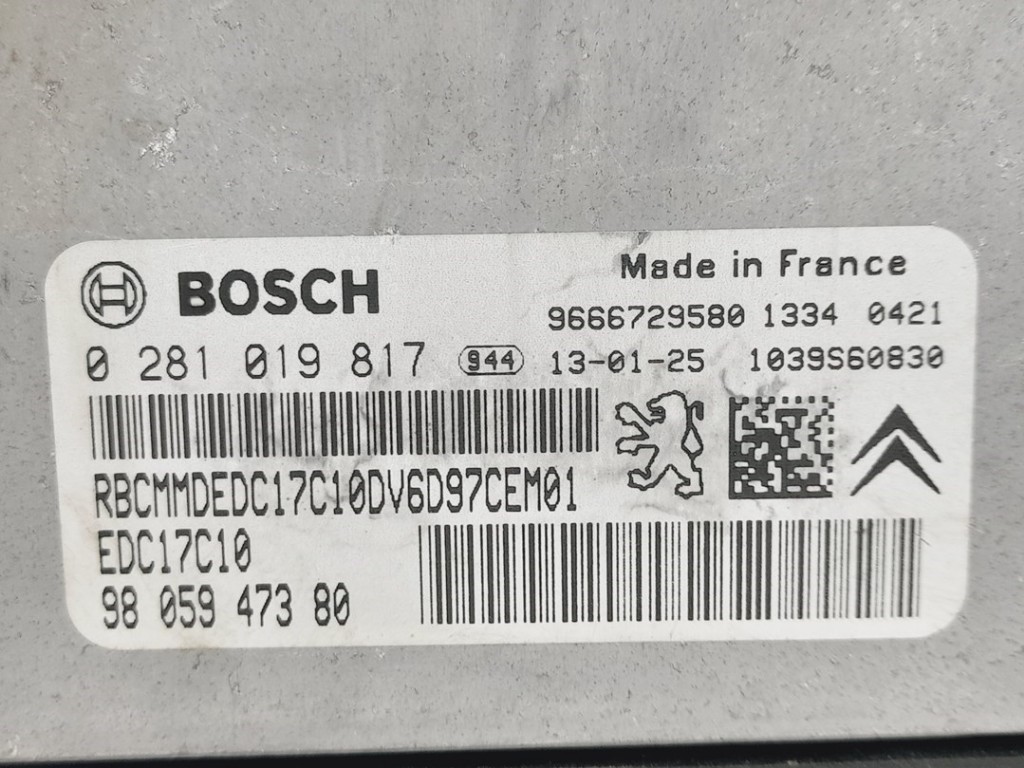 BOSCH
Made in France
9666729580 1334 0421
0 281 019 817 944 13-01-25 1039S60830
RBCMMDEDC17C10DV6D97CEM01
EDC17C10
98 059 473 80